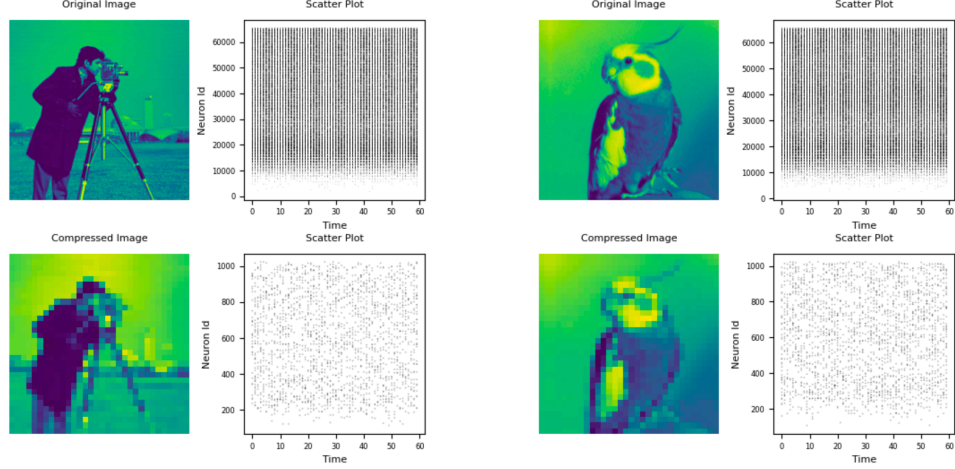 Original Image
Scatter Plot
60000
50000
40000
30000
20000
10000
0
Neuron Id
0 10 20 30 40 50 60
Time
Original Image
Scatter Plot
60000
50000
40000
30000
20000
10000
0
Neuron Id
0 10 20 30 40 50 60
Time
Compressed Image
Scatter Plot
1000
800
600
400
200
Neuron Id
0 10 20 30 40 50 60
Time
Compressed Image
Scatter Plot
1000
800
600
400
200
Neuron Id
0 10 20 30 40 50 60
Time